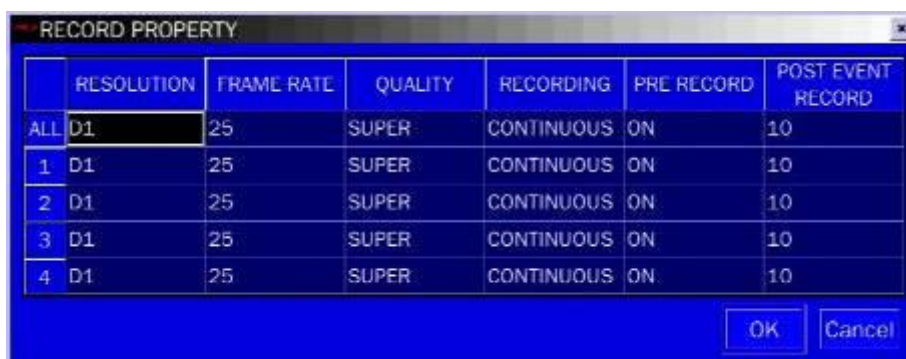 RECORD PROPERTY
RESOLUTION FRAME RATE QUALITY RECORDING PRE RECORD POST EVENT RECORD
ALL D1 25 SUPER CONTINUOUS ON 10
1 D1 25 SUPER CONTINUOUS ON 10
2 D1 25 SUPER CONTINUOUS ON 10
3 D1 25 SUPER CONTINUOUS ON 10
4 D1 25 SUPER CONTINUOUS ON 10
OK Cancel